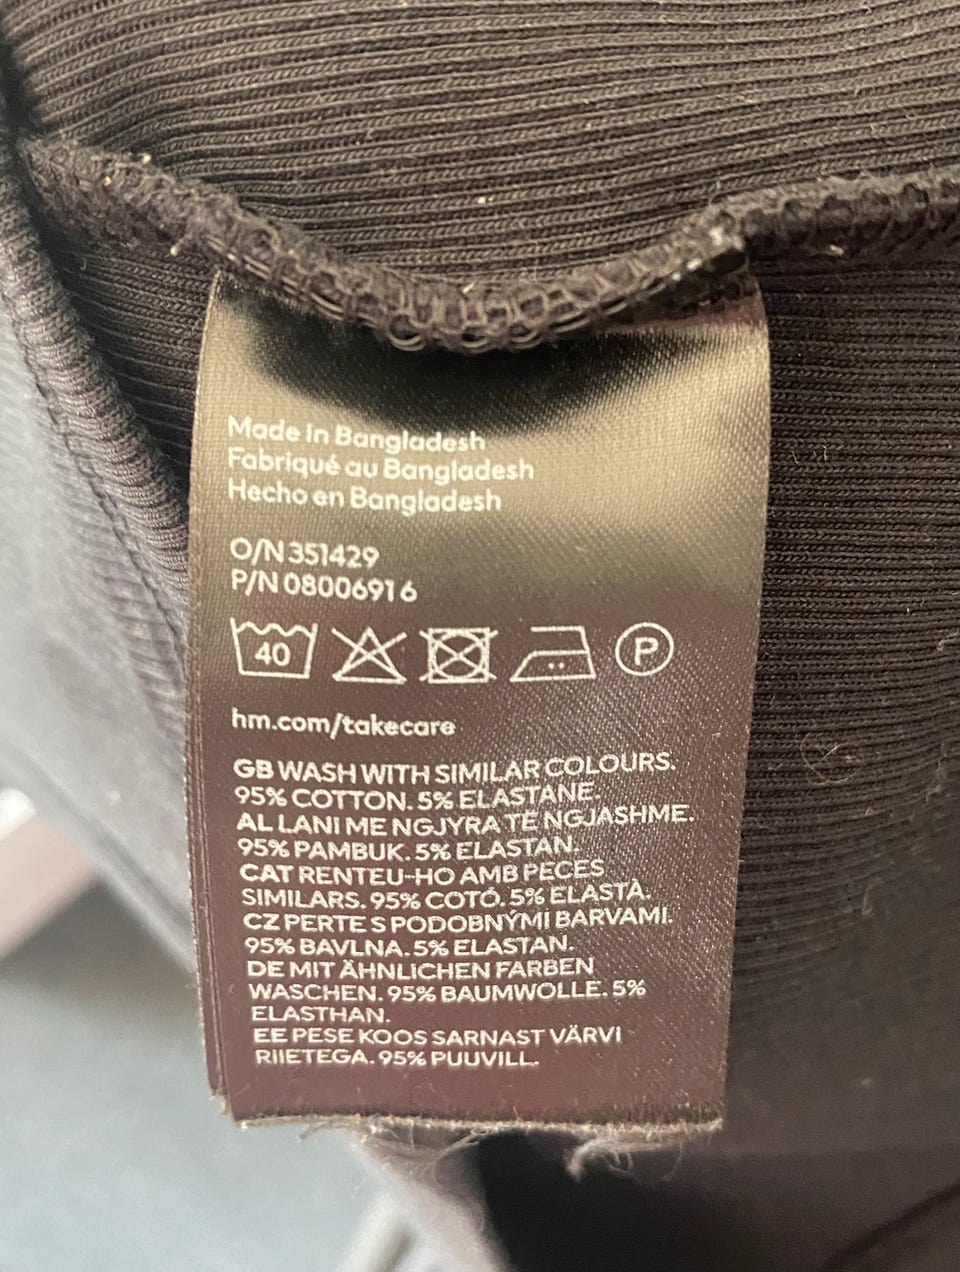 Made in Bangladesh
Fabriqué au Bangladesh
Hecho en Bangladesh
O/N 351429
P/N 08006916
40 P
hm.com/takecare
GB WASH WITH SIMILAR COLOURS.
95% COTTON. 5% ELASTANE.
AL LANI ME NGJYRA TË NGJASHME.
95% PAMBUK. 5% ELASTAN.
CAT RENTEU-HO AMB PECES
SIMILARS. 95% COTÓ. 5% ELASTÀ.
CZ PERTE S PODOBNÝMI BARVAMI.
95% BAVLNA. 5% ELASTAN.
DE MIT ÄHNLICHEN FARBEN
WASCHEN. 95% BAUMWOLLE. 5%
ELASTHAN.
EE PESE KOOS SARNAST VÄRVI
RIIETEGA. 95% PUUVILL.